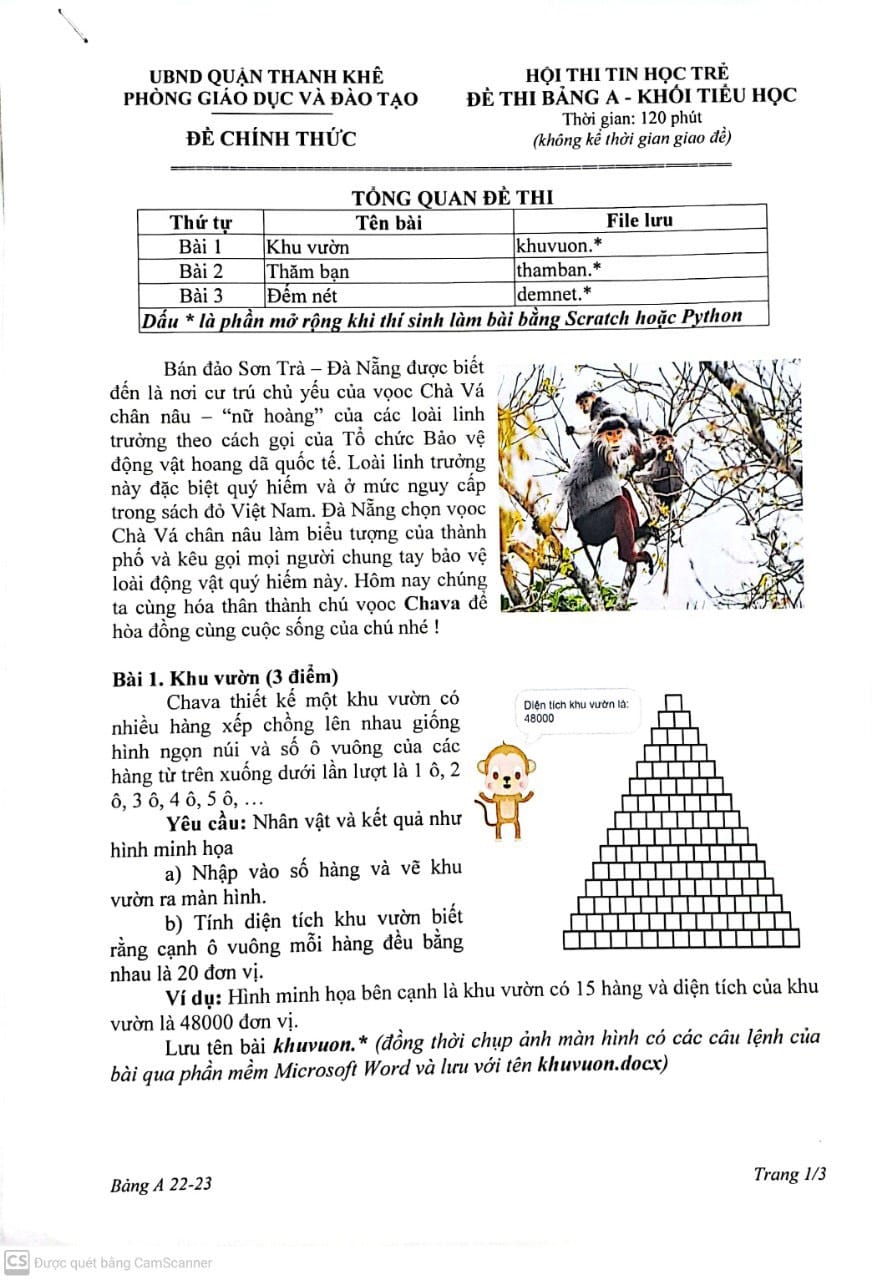 UBND QUẬN THANH KHÊ
PHÒNG GIÁO DỤC VÀ ĐÀO TẠO
ĐỀ CHÍNH THỨC
HỘI THI TIN HỌC TRẺ
ĐỀ THI BẢNG A - KHỐI TIỂU HỌC
Thời gian: 120 phút
(không kể thời gian giao đề)
TỔNG QUAN ĐỀ THI
Thứ tự Tên bài File lưu
Bài 1 Khu vườn khuvuon.*
Bài 2 Thăm bạn thamban.*
Bài 3 Đếm nét demnet.*
Dấu * là phần mở rộng khi thí sinh làm bài bằng Scratch hoặc Python
Bán đảo Sơn Trà – Đà Nẵng được biết
đến là nơi cư trú chủ yếu của vọoc Chà Vá
chân nâu – “nữ hoàng” của các loài linh
trưởng theo cách gọi của Tổ chức Bảo vệ
động vật hoang dã quốc tế. Loài linh trưởng
này đặc biệt quý hiếm và ở mức nguy cấp
trong sách đỏ Việt Nam. Đà Nẵng chọn vọoc
Chà Vá chân nâu làm biểu tượng của thành
phố và kêu gọi mọi người chung tay bảo vệ
loài động vật quý hiếm này. Hôm nay chúng
ta cùng hóa thân thành chú vọoc Chava để
hòa đồng cùng cuộc sống của chú nhé !
Bài 1. Khu vườn (3 điểm)
Chava thiết kế một khu vườn có
nhiều hàng xếp chồng lên nhau giống
hình ngọn núi và số ô vuông của các
hàng từ trên xuống dưới lần lượt là 1 ô, 2
ô, 3 ô, 4 ô, 5 ô, …
Yêu cầu: Nhân vật và kết quả như
hình minh họa
a) Nhập vào số hàng và vẽ khu
vườn ra màn hình.
b) Tính diện tích khu vườn biết
rằng cạnh ô vuông mỗi hàng đều bằng
nhau là 20 đơn vị.
Diện tích khu vườn là:
48000
Ví dụ: Hình minh họa bên cạnh là khu vườn có 15 hàng và diện tích của khu
vườn là 48000 đơn vị.
Lưu tên bài khuvuon.* (đồng thời chụp ảnh màn hình có các câu lệnh của
bài qua phần mềm Microsoft Word và lưu với tên khuvuon.docx)
Bảng A 22-23
Trang 1/3
CS Được quét bằng CamScanner